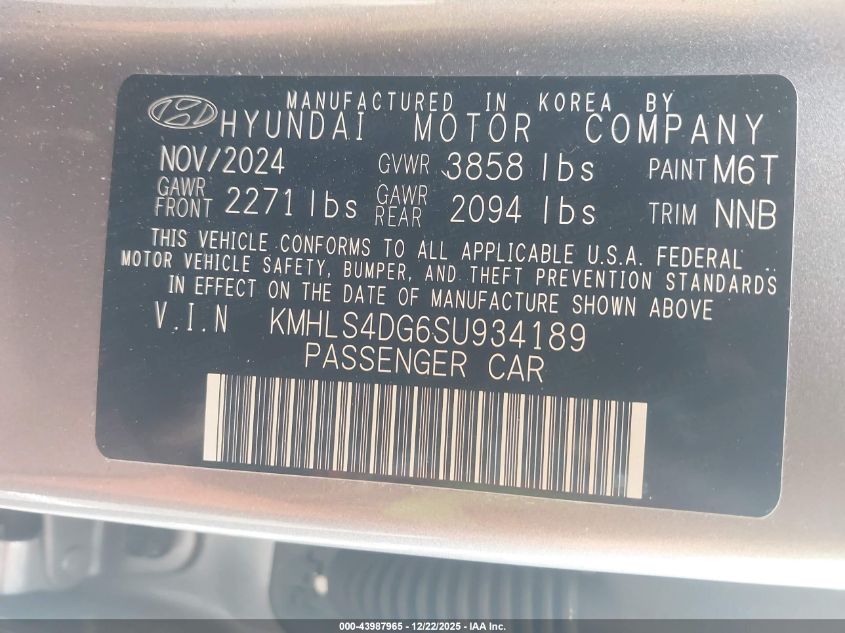 MANUFACTURED IN KOREA BY
HYUNDAI MOTOR COMPANY
NOV/2024 GVWR 3858 lbs PAINT M6T
GAWR FRONT 2271 lbs GAWR REAR 2094 lbs TRIM NNB
THIS VEHICLE CONFORMS TO ALL APPLICABLE U.S.A. FEDERAL
MOTOR VEHICLE SAFETY, BUMPER, AND THEFT PREVENTION STANDARDS
IN EFFECT ON THE DATE OF MANUFACTURE SHOWN ABOVE
V.I.N KMHLS4DG6SU934189
PASSENGER CAR
000-43987965 - 12/22/2025 - IAA Inc.